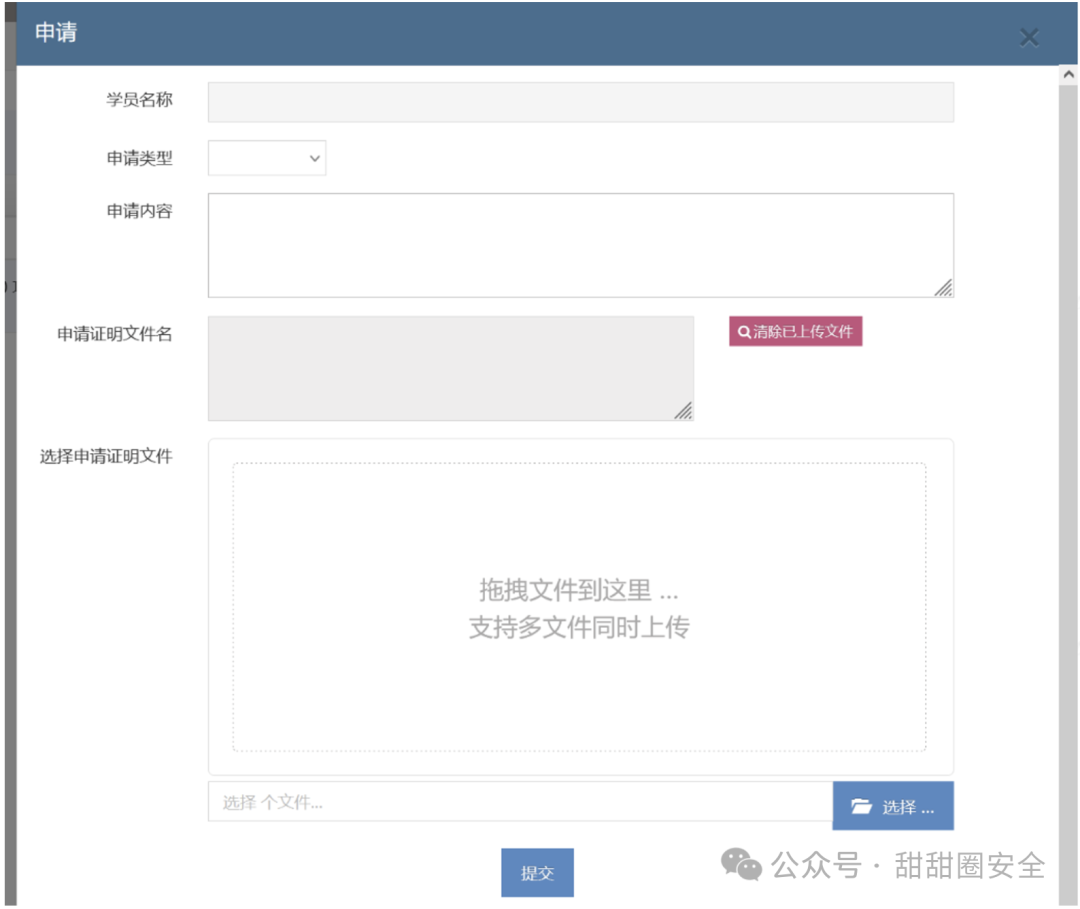 申请
学员名称
申请类型
申请内容
申请证明文件名
清除已上传文件
选择申请证明文件
拖拽文件到这里 ...
支持多文件同时上传
选择 个文件...
选择 ...
提交
公众号 · 甜甜圈安全